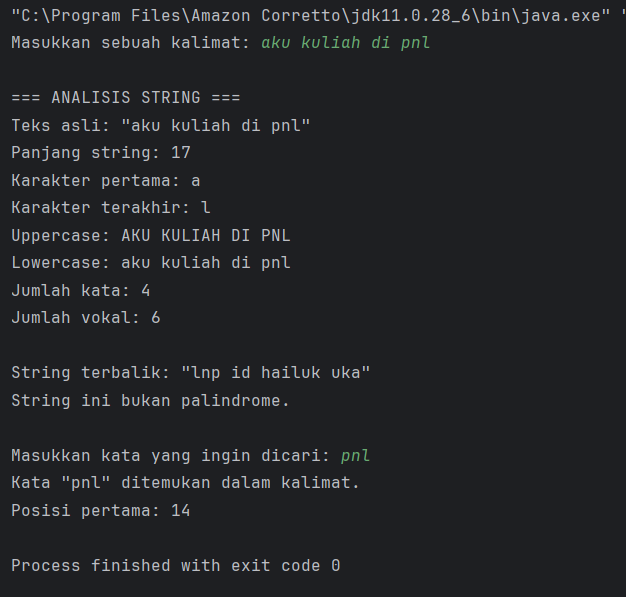 "C:\Program Files\Amazon Corretto\jdk11.0.28_6\bin\java.exe" "
Masukkan sebuah kalimat: aku kuliah di pnl
=== ANALISIS STRING ===
Teks asli: "aku kuliah di pnl"
Panjang string: 17
Karakter pertama: a
Karakter terakhir: l
Uppercase: AKU KULIAH DI PNL
Lowercase: aku kuliah di pnl
Jumlah kata: 4
Jumlah vokal: 6
String terbalik: "lnp id hailuk uka"
String ini bukan palindrome.
Masukkan kata yang ingin dicari: pnl
Kata "pnl" ditemukan dalam kalimat.
Posisi pertama: 14
Process finished with exit code 0